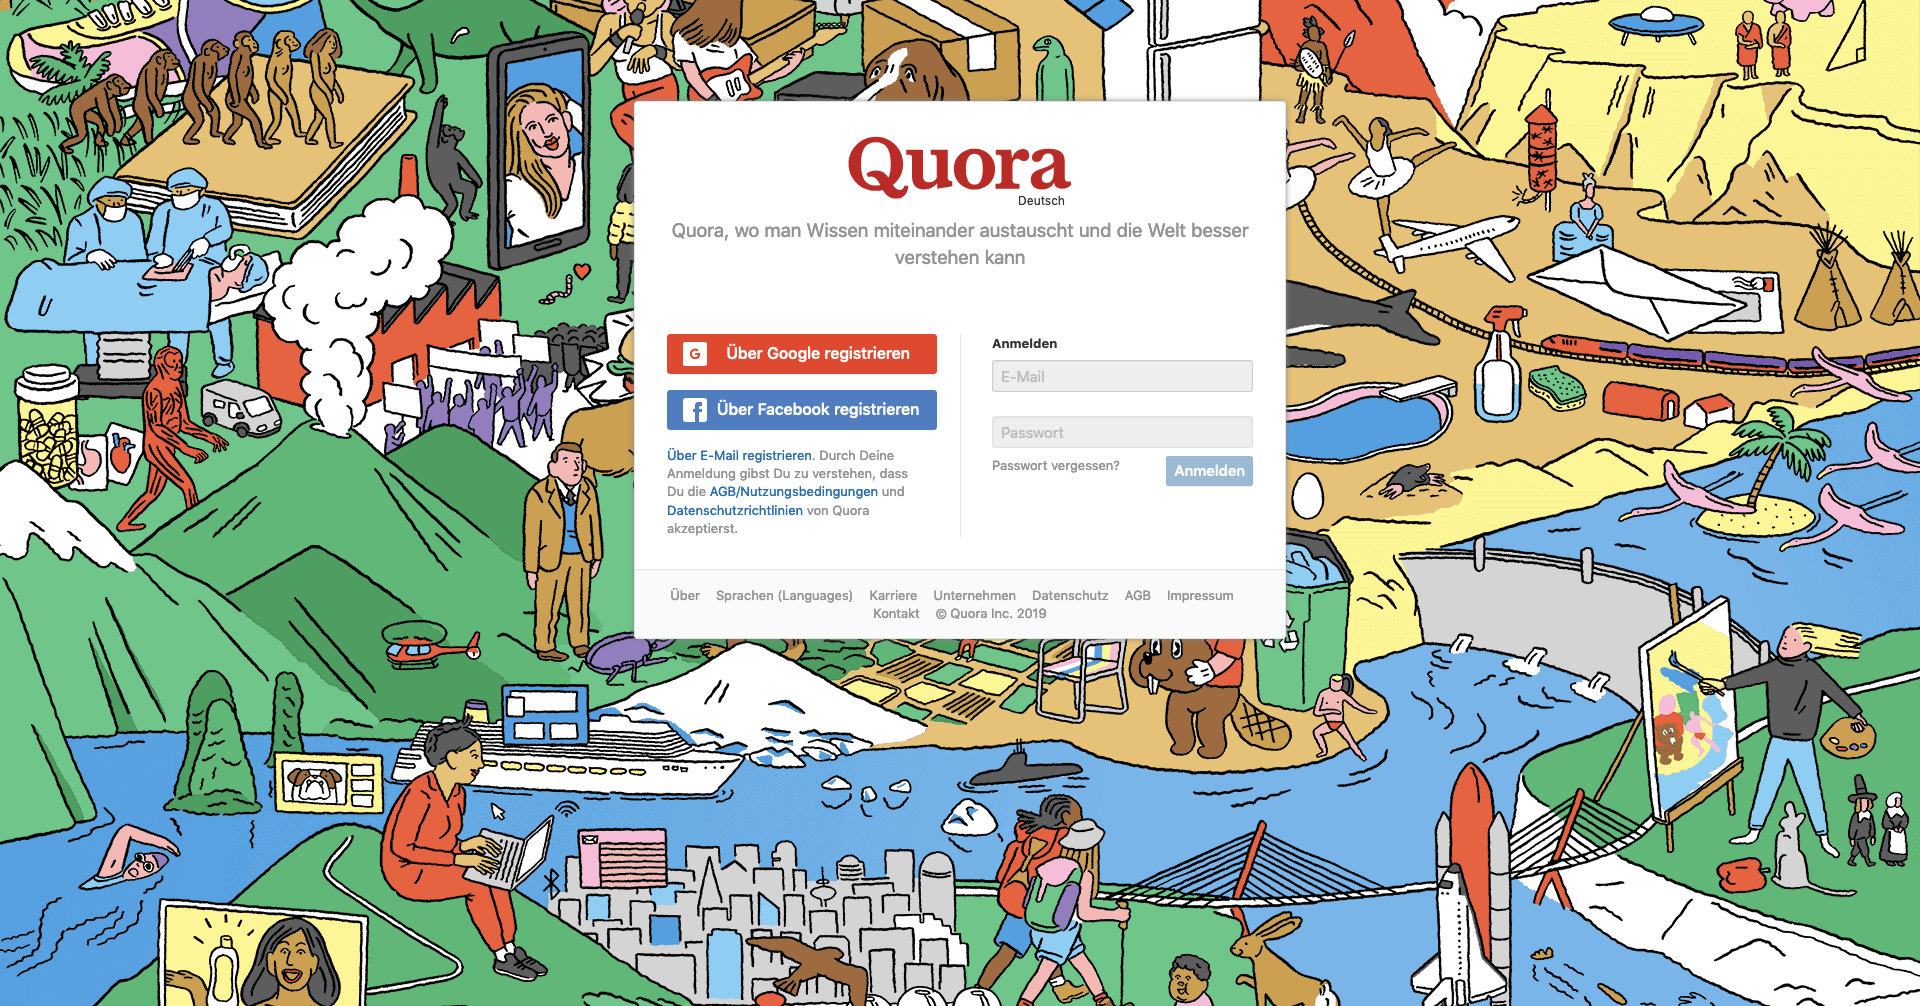 Quora
Deutsch
Quora, wo man Wissen miteinander austauscht und die Welt besser
verstehen kann
G Über Google registrieren
f Über Facebook registrieren
Über E-Mail registrieren. Durch Deine
Anmeldung gibst Du zu verstehen, dass
Du die AGB/Nutzungsbedingungen und
Datenschutzrichtlinien von Quora
akzeptierst.
Anmelden
E-Mail
Passwort
Passwort vergessen?
Anmelden
Über Sprachen (Languages) Karriere Unternehmen Datenschutz AGB Impressum
Kontakt © Quora Inc. 2019